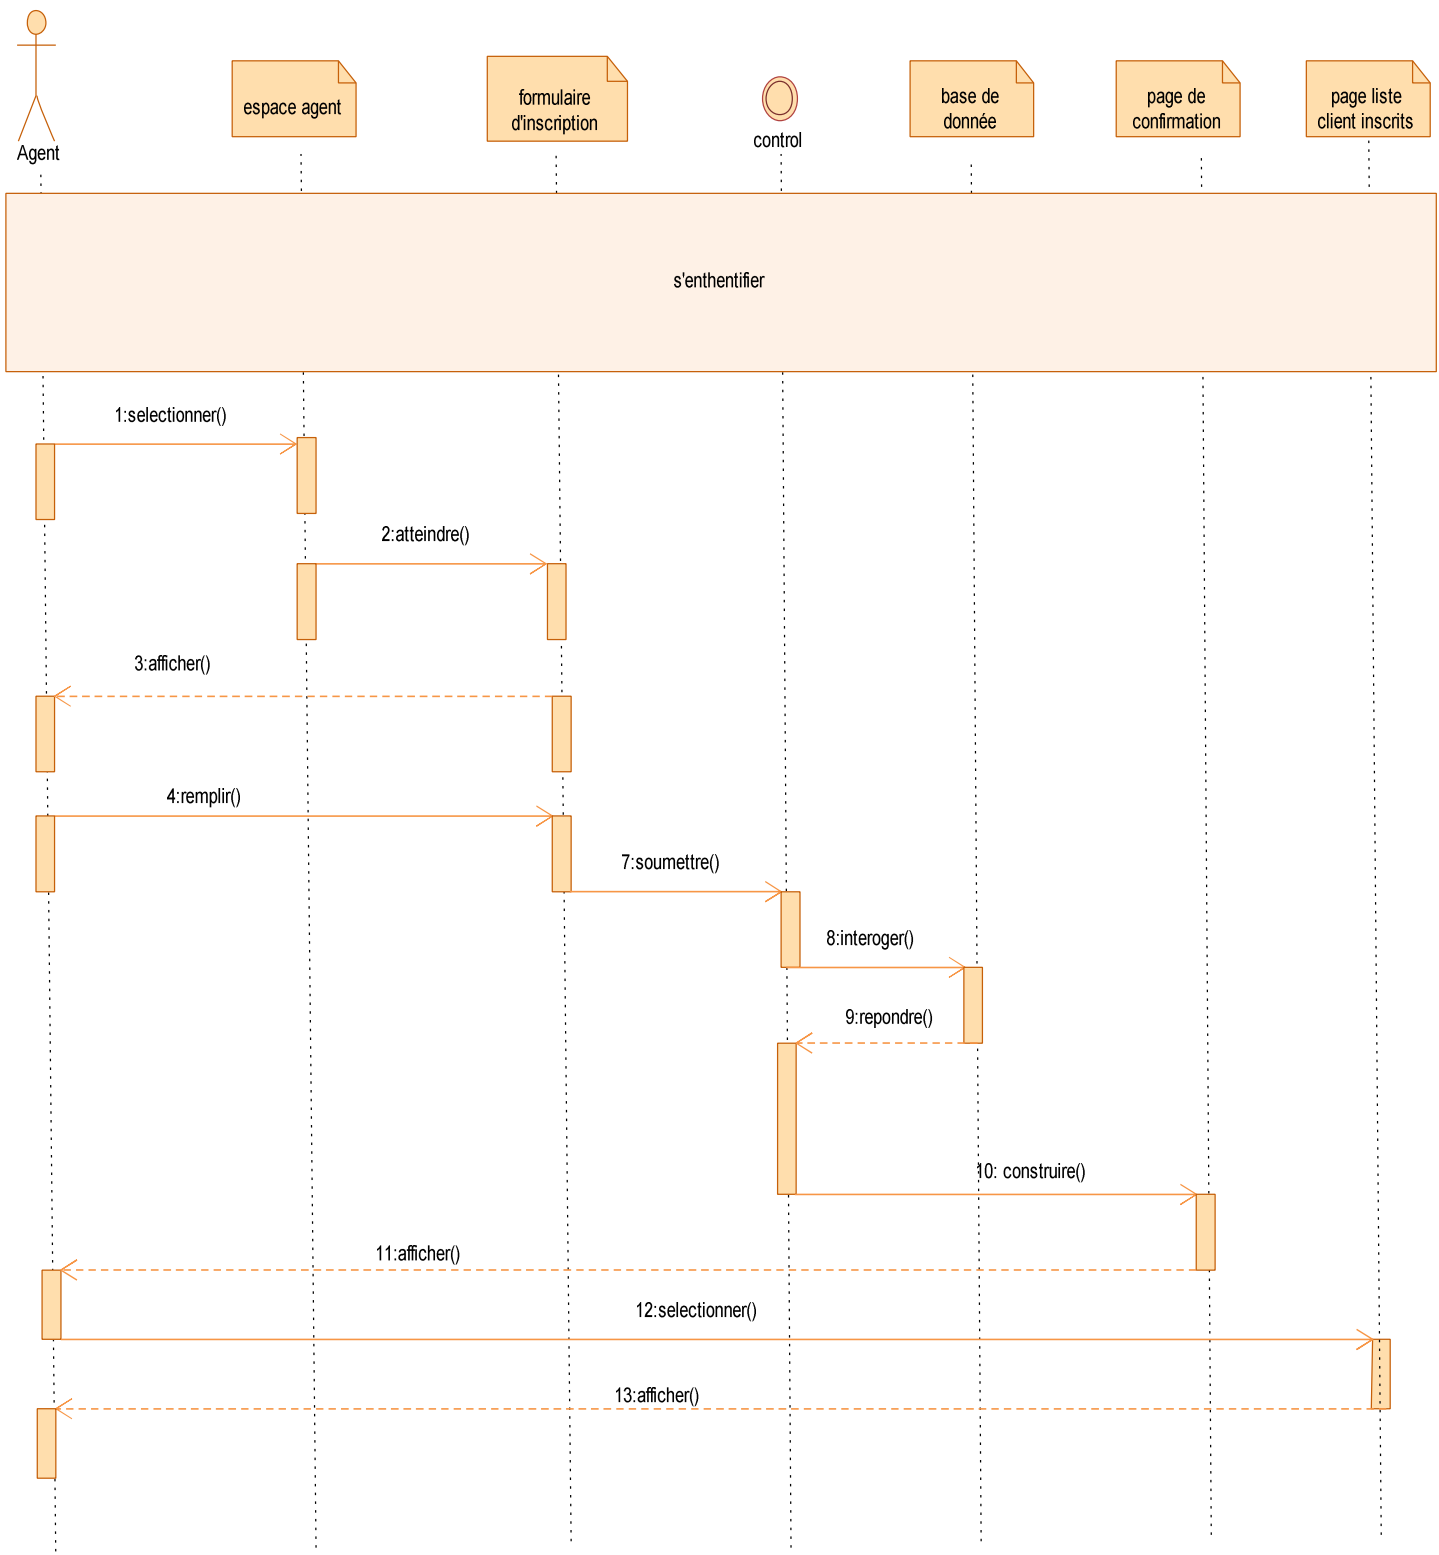 Agent
espace agent
formulaire
d'inscription
control
base de
donnée
page de
confirmation
page liste
client inscrits
s'enthentifier
1:selectionner()
2:atteindre()
3:afficher()
4:remplir()
7:soumettre()
8:interoger()
9:repondre()
10: construire()
11:afficher()
12:selectionner()
13:afficher()